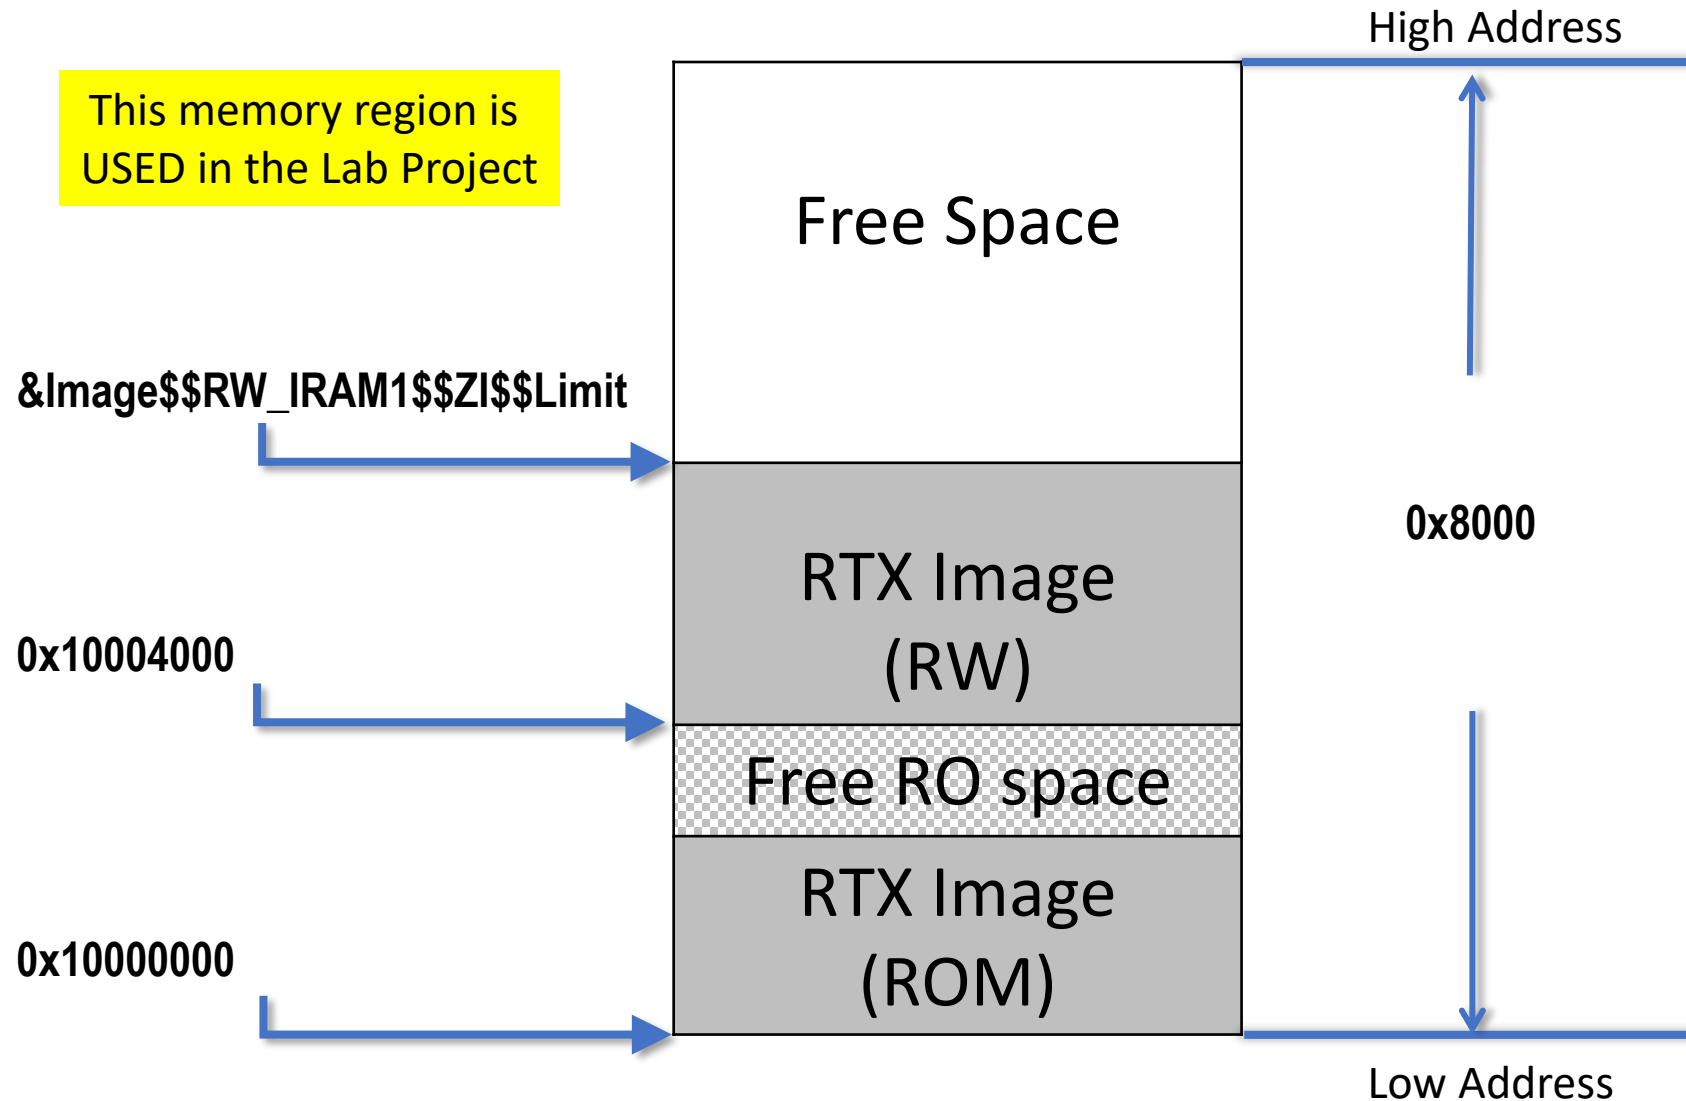 High Address
This memory region is
USED in the Lab Project
Free Space
&Image$$RW_IRAM1$$ZI$$Limit
0x8000
RTX Image
(RW)
0x10004000
Free RO space
RTX Image
(ROM)
0x10000000
Low Address